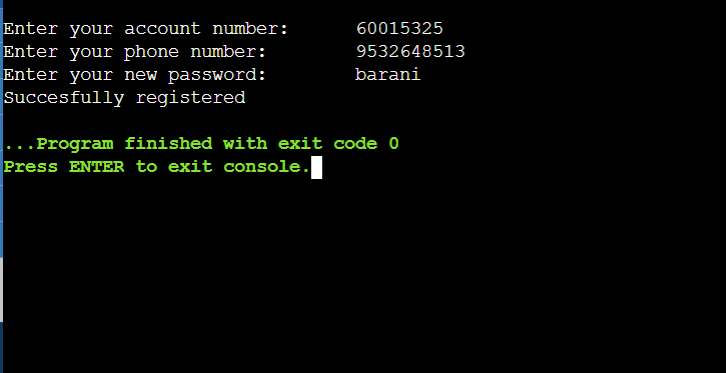 Enter your account number: 60015325
Enter your phone number: 9532648513
Enter your new password: barani
Succesfully registered
...Program finished with exit code 0
Press ENTER to exit console.